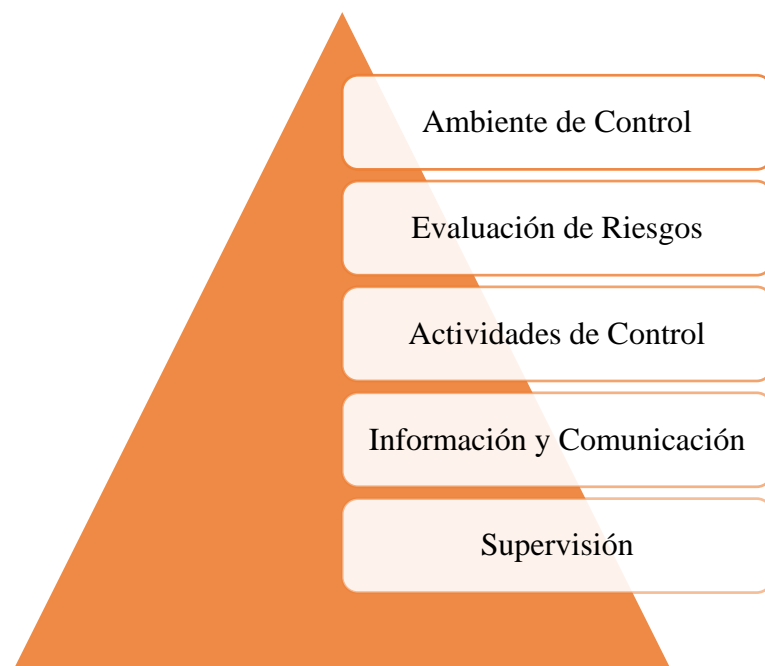 Ambiente de Control
Evaluación de Riesgos
Actividades de Control
Información y Comunicación
Supervisión